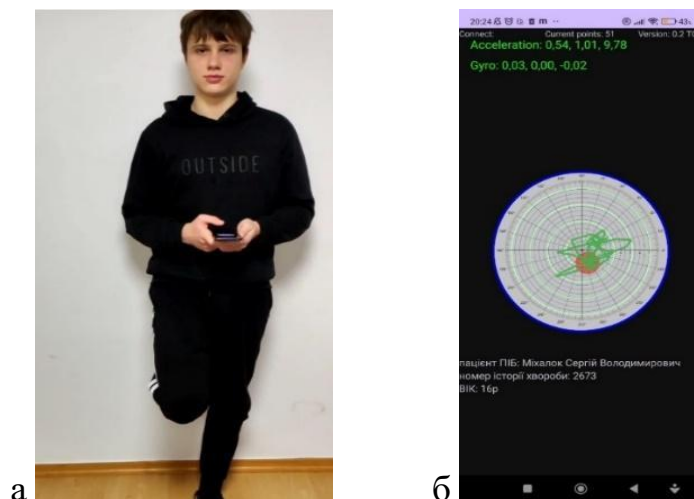 OUTSIDE
а
20:24
43
Connect: Current points: 51 Version: 0.2
Acceleration: 0,54, 1,01, 9,78
Gyro: 0,03, 0,00, -0,02
пацієнт ПІБ: Міхалок Сергій Володимирович
номер історії хвороби: 2673
ВІК: 16р
б